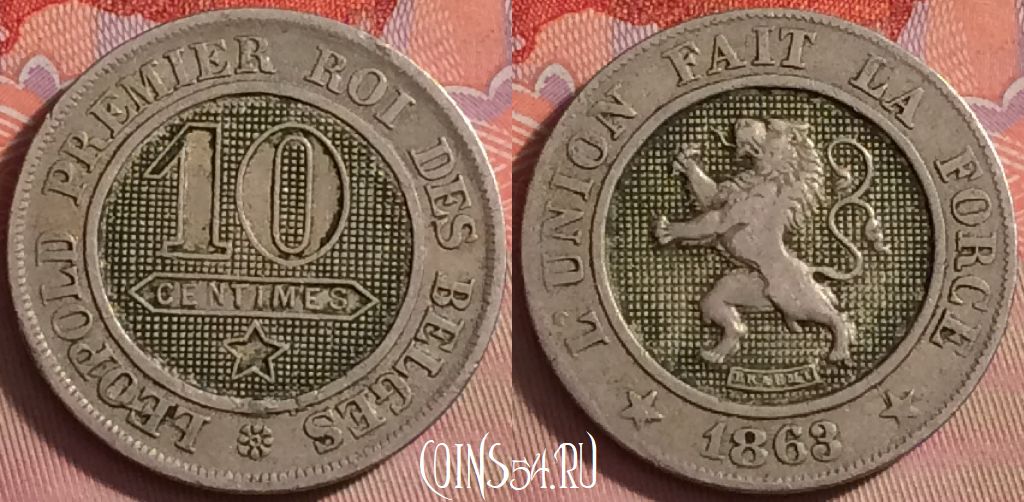 LEOPOLD PREMIER ROI DES BELGES
10
CENTIMES
L'UNION FAIT LA FORCE
1863
COINS54.RU